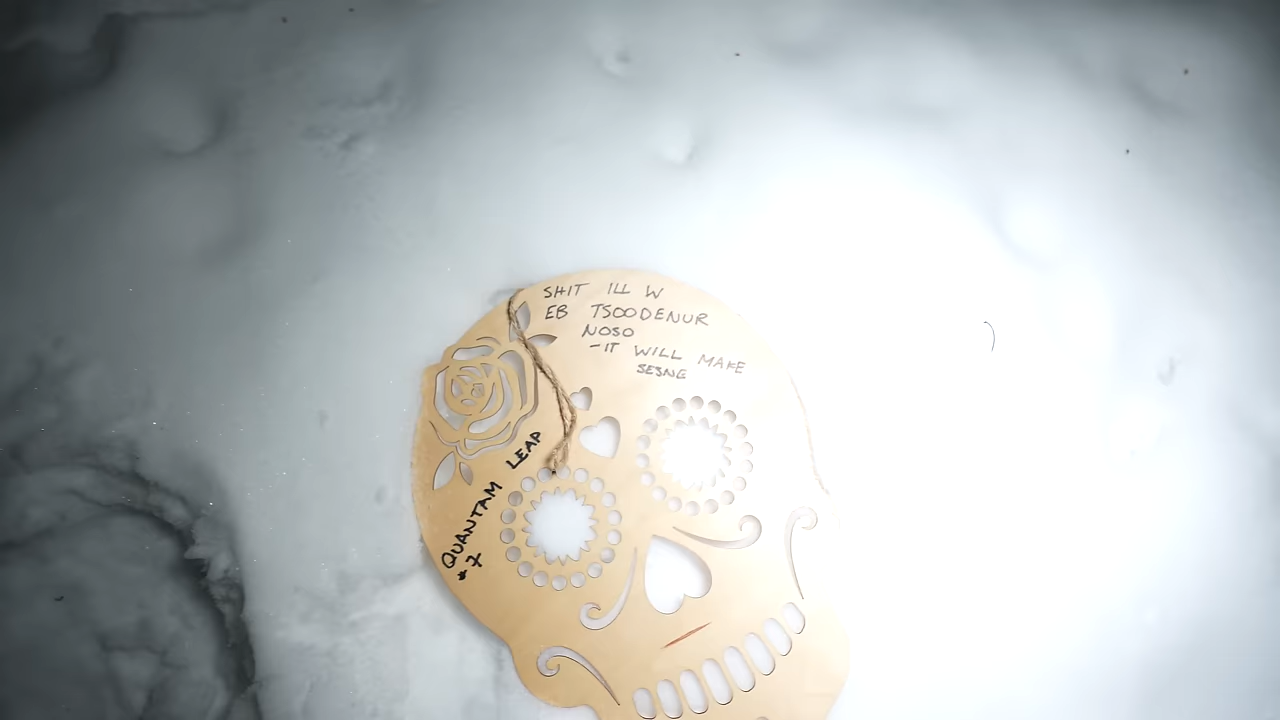 SHIT ILL W
EB TSOODENUR
NOSO
-IT WILL MAKE
SESNE
QUANTAM LEAP
#7